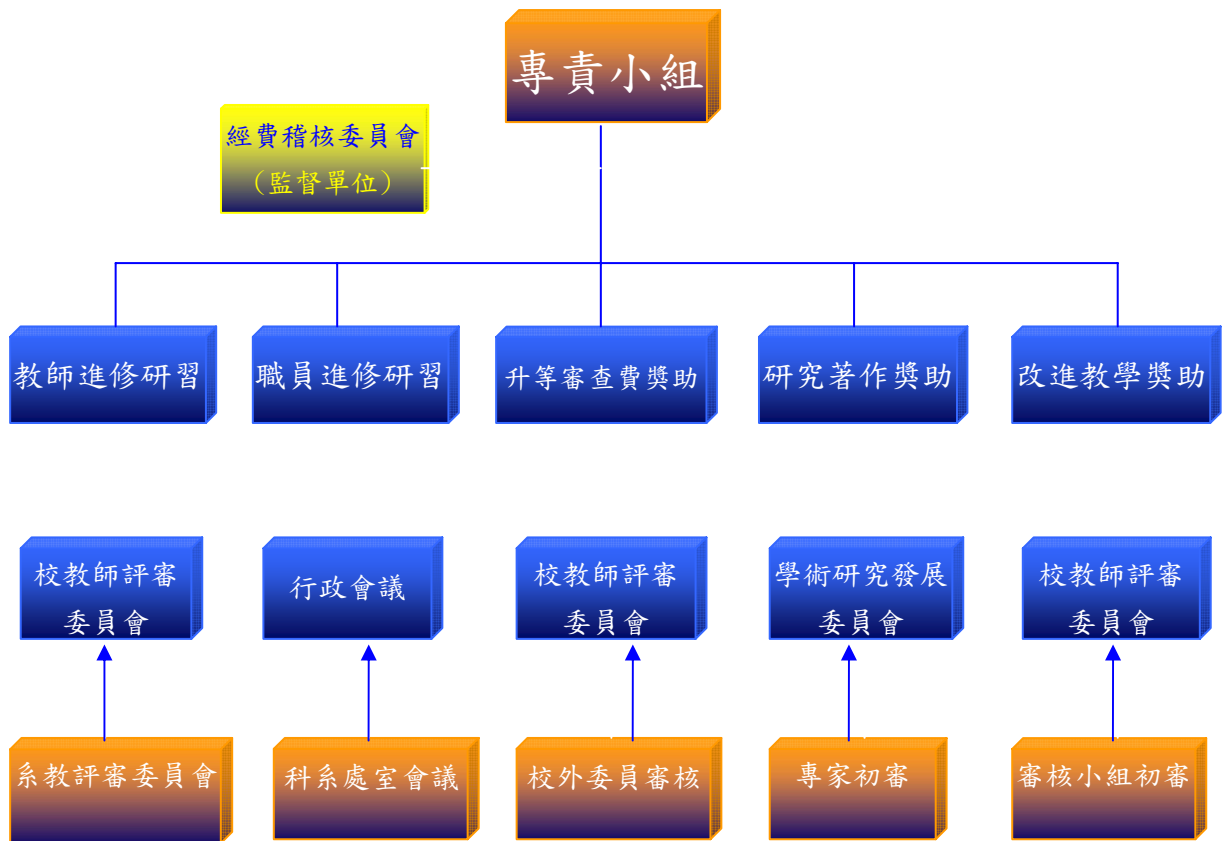 專責小組
經費稽核委員會
（監督單位）
教師進修研習
職員進修研習
升等審查費獎助
研究著作獎助
改進教學獎助
校教師評審
委員會
行政會議
校教師評審
委員會
學術研究發展
委員會
校教師評審
委員會
系教評審委員會
科系處室會議
校外委員審核
專家初審
審核小組初審